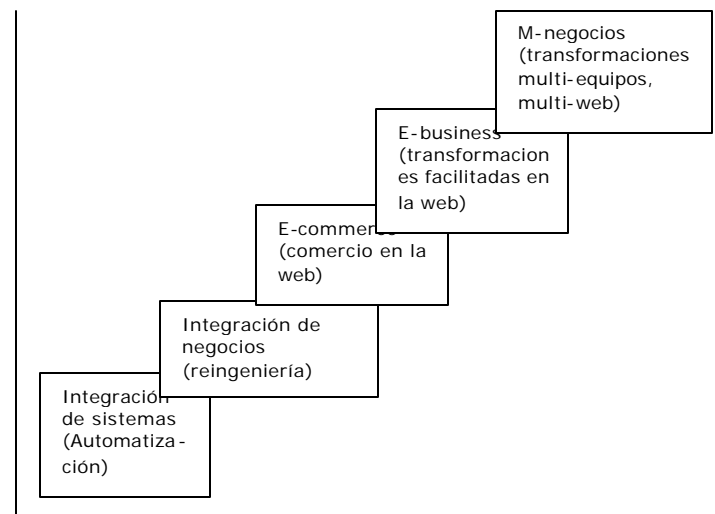 M-negocios
(transformaciones
multi-equipos,
multi-web)
E-business
(transformacion
es facilitadas en
la web)
E-commerce
(comercio en la
web)
Integración de
negocios
(reingeniería)
Integración
de sistemas
(Automatiza-
ción)